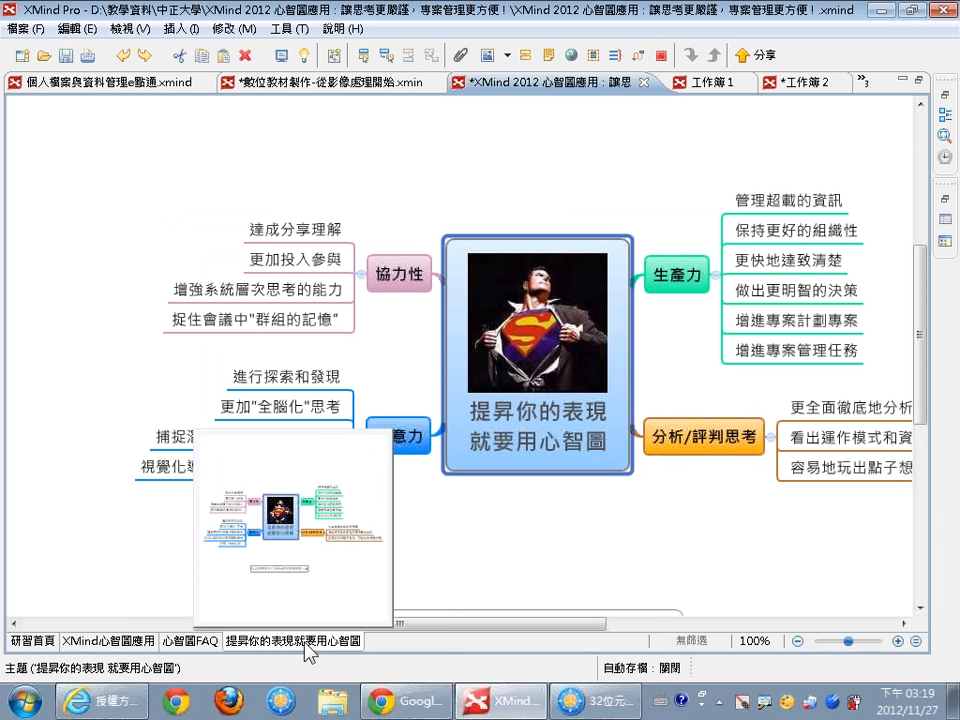 XMind Pro - D:\教學資料\中正大學\XMind 2012 心智圖應用：讓思考更嚴謹，專案管理更方便！\XMind 2012 心智圖應用：讓思考更嚴謹，專案管理更方便！.xmind
檔案 (F) 編輯 (E) 檢視 (V) 插入 (I) 修改 (M) 工具 (T) 說明 (H)
分享
個人檔案與資料管理e點通.xmind *數位教材製作-從影像處理開始.xmin *XMind 2012 心智圖應用：讓思 工作簿 1 *工作簿 2 »3
達成分享理解
更加投入參與
增強系統層次思考的能力
捉住會議中"群組的記憶"
協力性
進行探索和發現
更加"全腦化"思考
捕捉
視覺化
意力
提昇你的表現
就要用心智圖
生產力
管理超載的資訊
保持更好的組織性
更快地達致清楚
做出更明智的決策
增進專案計劃專案
增進專案管理任務
分析/評判思考
更全面徹底地分析
看出運作模式和資
容易地玩出點子想
研習首頁 XMind心智圖應用 心智圖FAQ 提昇你的表現就要用心智圖
無篩選 100%
主題 ('提昇你的表現 就要用心智圖') 自動存檔：關閉
授權方... Googl... XMind... 32位元...
下午 03:19
2012/11/27